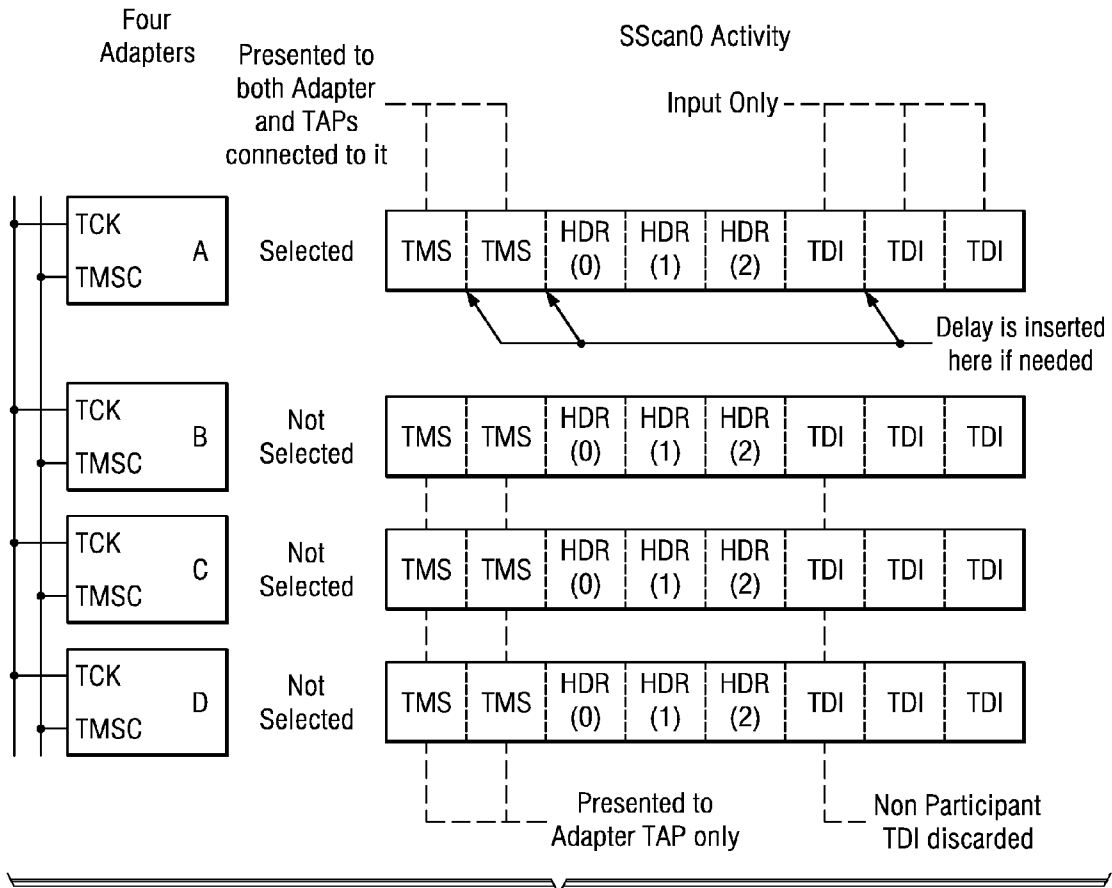 Four
Adapters
SScan0 Activity
Presented to
both Adapter
and TAPs
connected to it
Input Only
TCK
A
TMSC
Selected
TMS TMS HDR (0) HDR (1) HDR (2) TDI TDI TDI
Delay is inserted
here if needed
TCK
B
TMSC
Not
Selected
TMS TMS HDR (0) HDR (1) HDR (2) TDI TDI TDI
TCK
C
TMSC
Not
Selected
TMS TMS HDR (0) HDR (1) HDR (2) TDI TDI TDI
TCK
D
TMSC
Not
Selected
TMS TMS HDR (0) HDR (1) HDR (2) TDI TDI TDI
Presented to
Adapter TAP only
Non Participant
TDI discarded